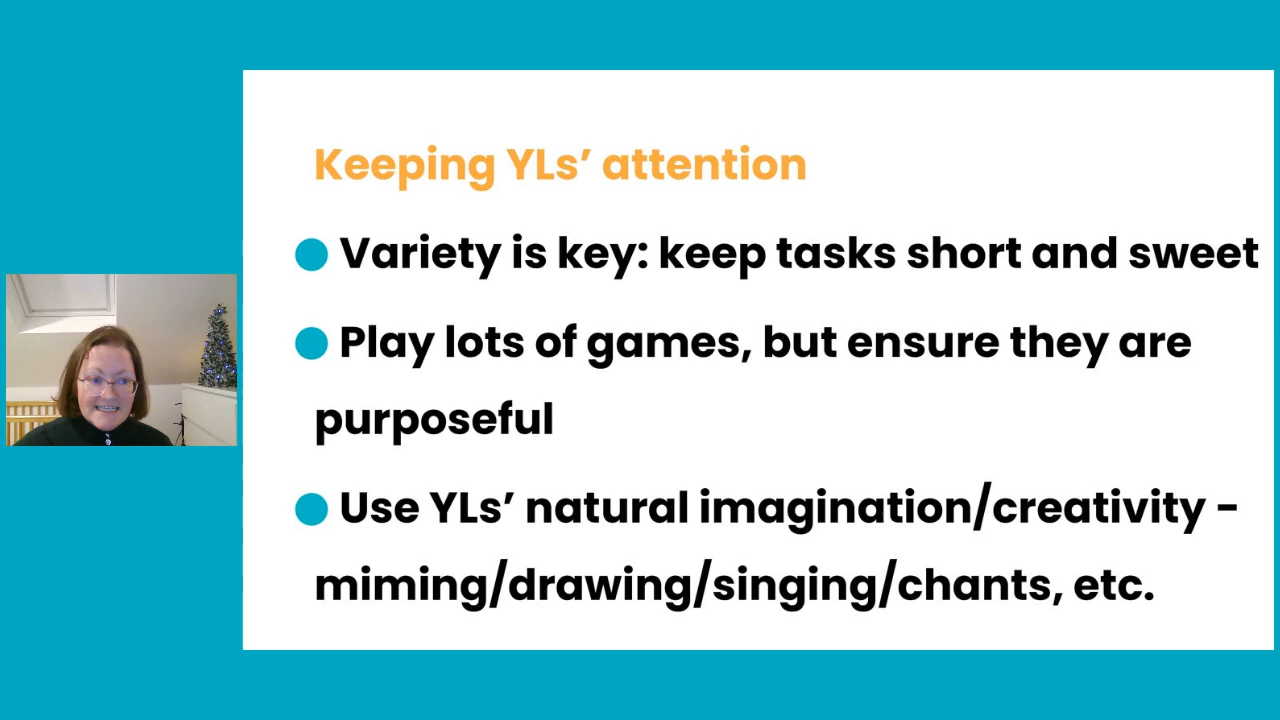 Keeping YLs’ attention
● Variety is key: keep tasks short and sweet
● Play lots of games, but ensure they are
purposeful
● Use YLs’ natural imagination/creativity -
miming/drawing/singing/chants, etc.